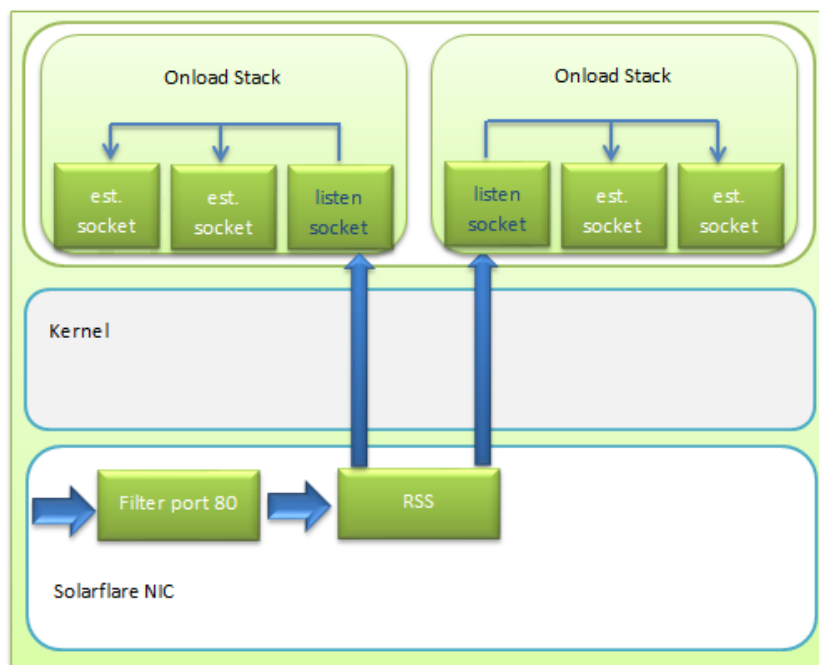 Onload Stack
Onload Stack
est.
socket
est.
socket
listen
socket
listen
socket
est.
socket
est.
socket
Kernel
Filter port 80
RSS
Solarflare NIC